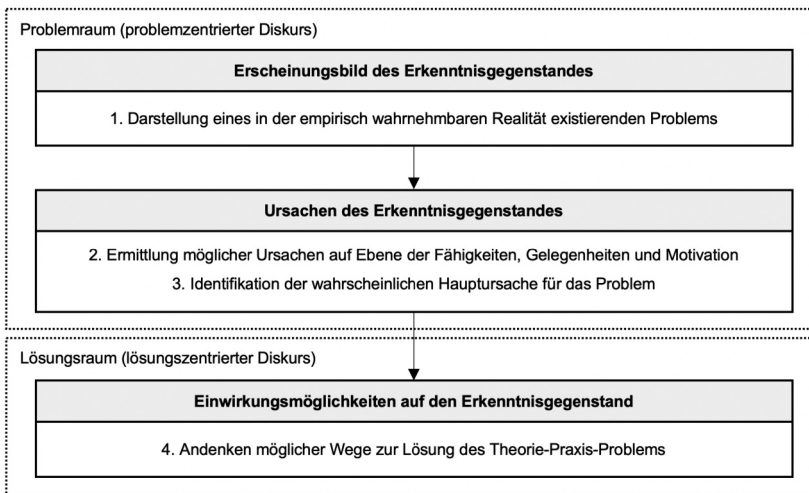 Problemraum (problemzentrierter Diskurs)
Erscheinungsbild des Erkenntnisgegenstandes
1. Darstellung eines in der empirisch wahrnehmbaren Realität existierenden Problems
Ursachen des Erkenntnisgegenstandes
2. Ermittlung möglicher Ursachen auf Ebene der Fähigkeiten, Gelegenheiten und Motivation
3. Identifikation der wahrscheinlichen Hauptursache für das Problem
Lösungsraum (lösungszentrierter Diskurs)
Einwirkungsmöglichkeiten auf den Erkenntnisgegenstand
4. Andenken möglicher Wege zur Lösung des Theorie-Praxis-Problems